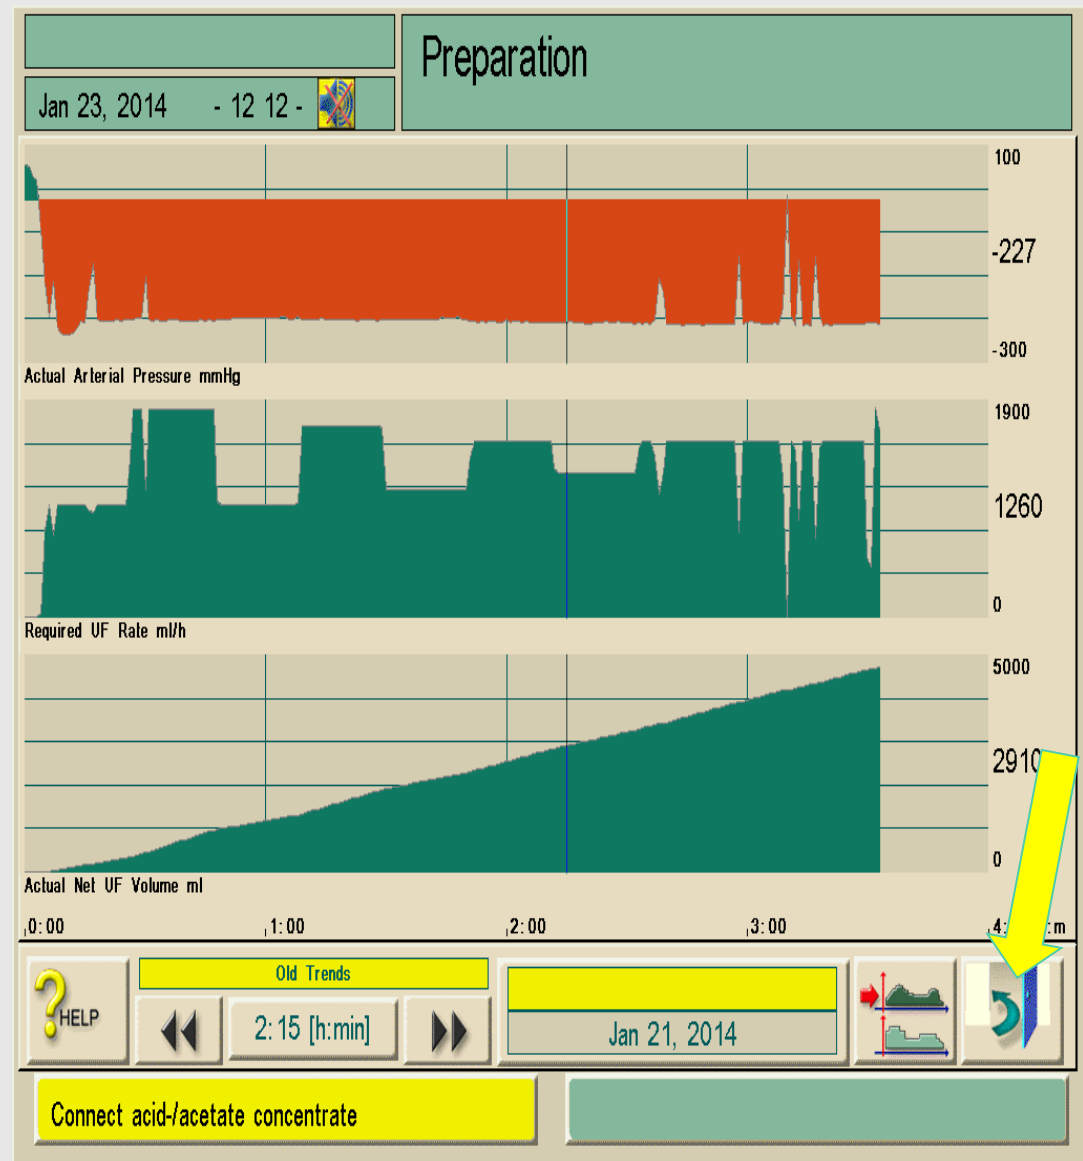 Preparation
Jan 23, 2014 - 12 12 -
100
-227
-300
Actual Arterial Pressure mmHg
1900
1260
0
Required UF Rate ml/h
5000
2910
0
Actual Net UF Volume ml
0:00 1:00 2:00 3:00 4: :m
HELP
Old Trends
2:15 [h:min]
Jan 21, 2014
Connect acid-/acetate concentrate